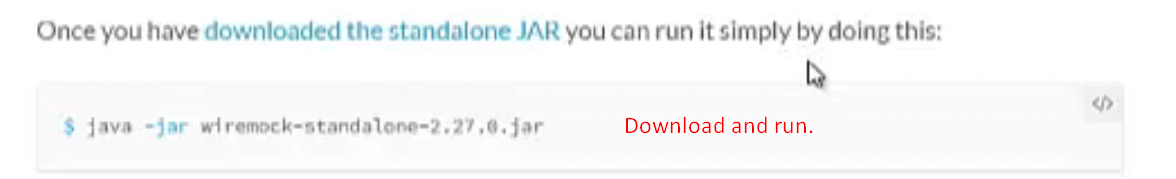 Once you have downloaded the standalone JAR you can run it simply by doing this:
</>
$ java -jar wiremock-standalone-2.27.0.jar Download and run.